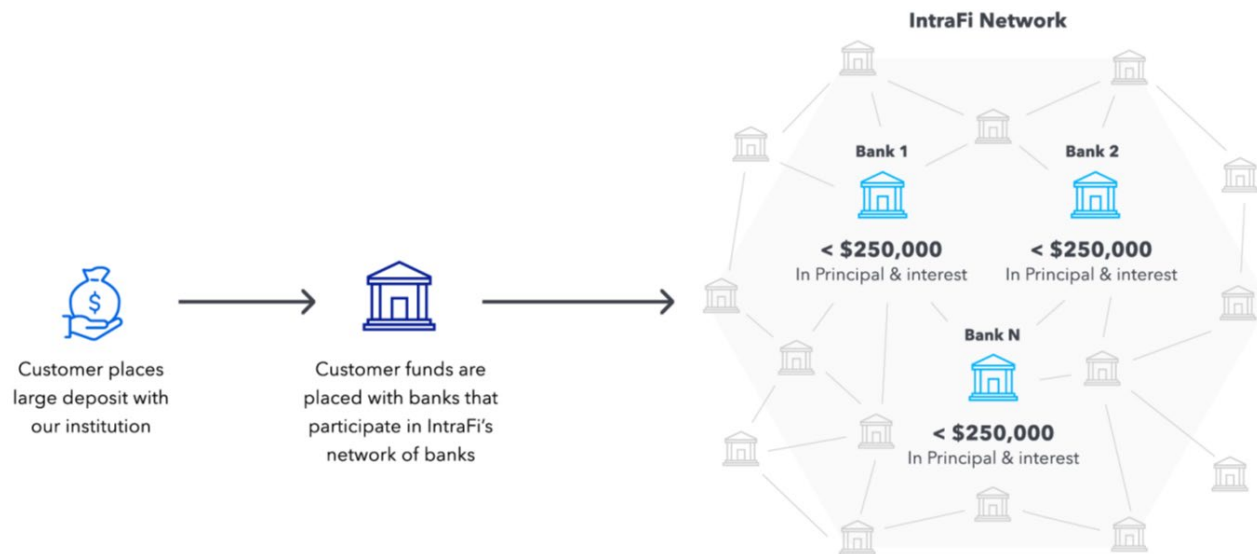 IntraFi Network
Bank 1
Bank 2
< $250,000
In Principal & interest
< $250,000
In Principal & interest
$
Customer places
large deposit with
our institution
Customer funds are
placed with banks that
participate in IntraFi's
network of banks
Bank N
< $250,000
In Principal & interest